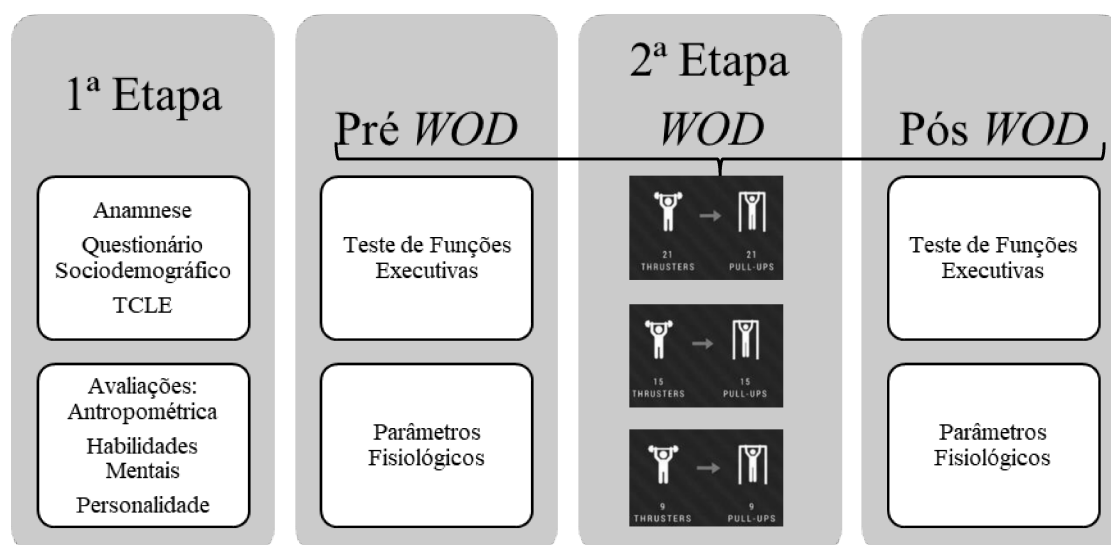 1ª Etapa
Anamnese
Questionário
Sociodemográfico
TCLE
Avaliações:
Antropométrica
Habilidades
Mentais
Personalidade
2ª Etapa
Pré WOD
WOD
Pós WOD
Teste de Funções
Executivas
Parâmetros
Fisiológicos
21 21
THRUSTERS PULL-UPS
15 15
THRUSTERS PULL-UPS
9 9
THRUSTERS PULL-UPS
Teste de Funções
Executivas
Parâmetros
Fisiológicos